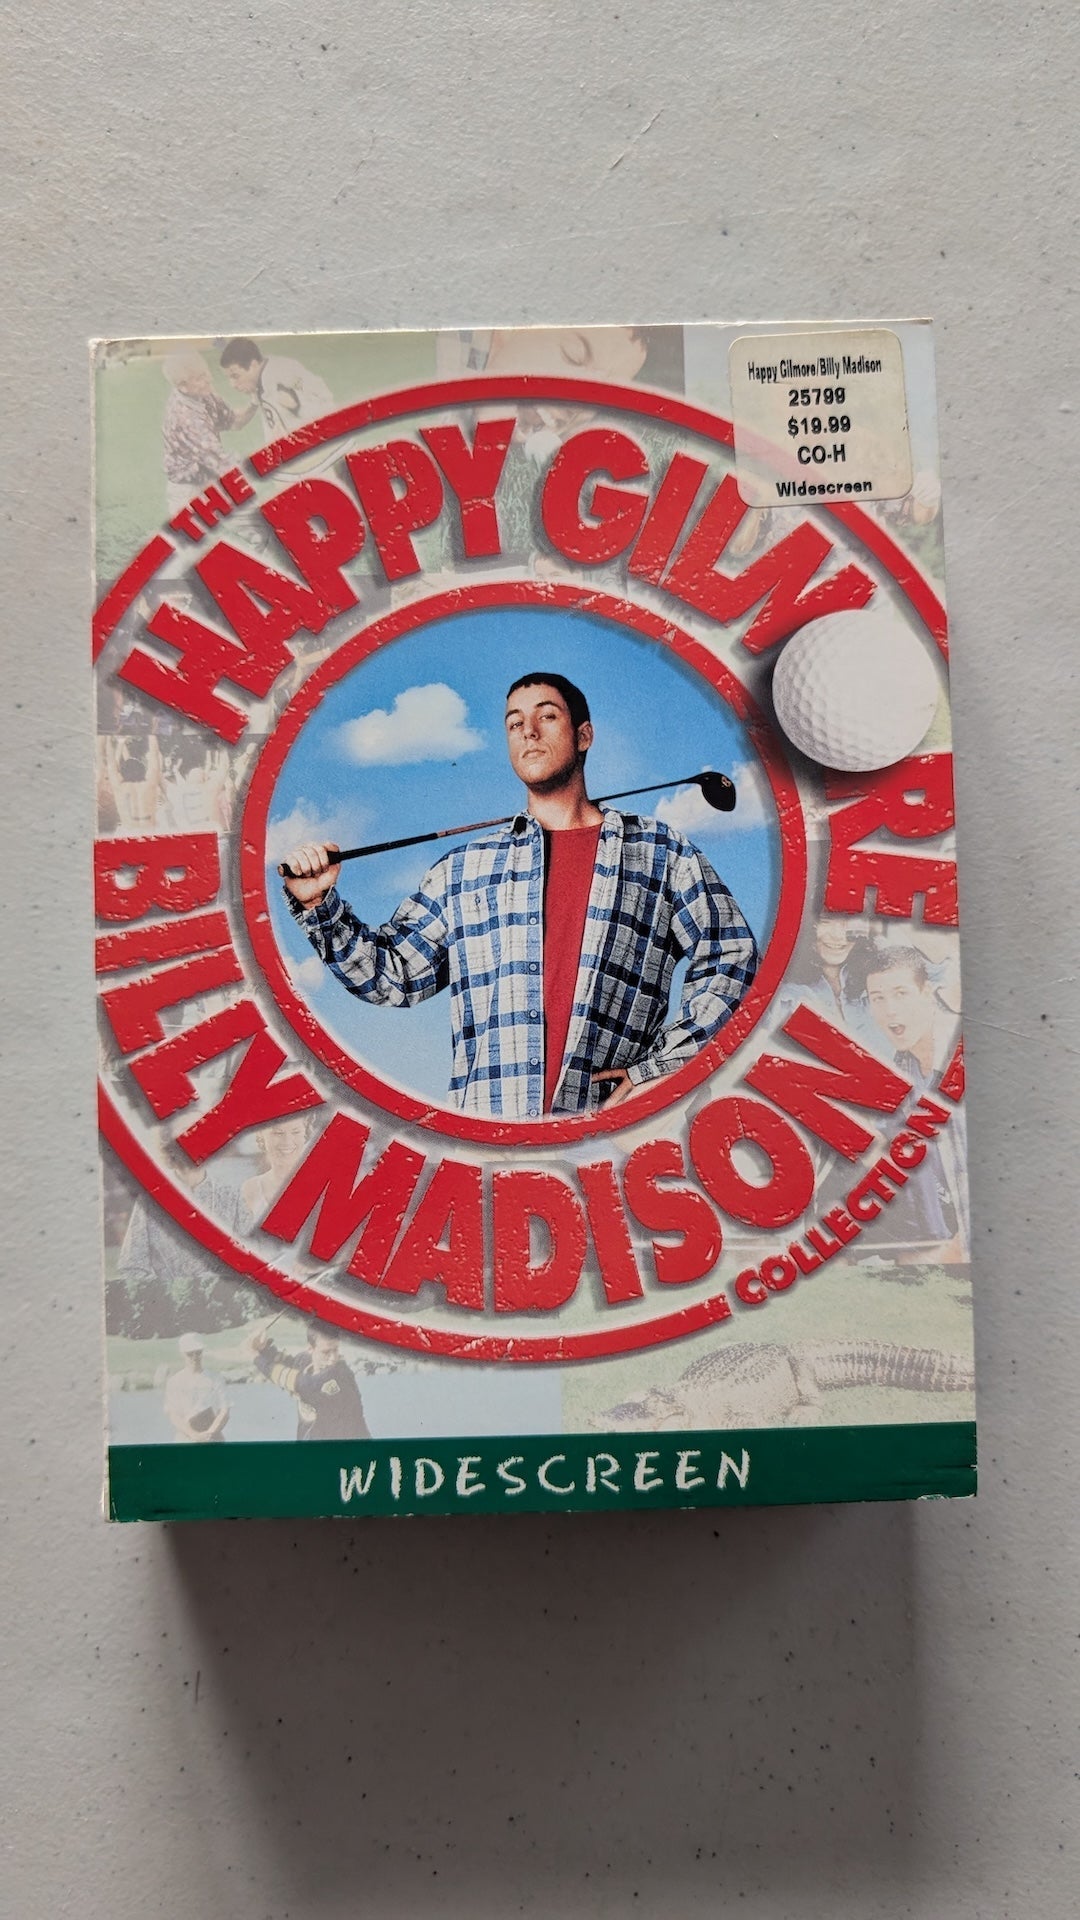 Happy Gilmore/Billy Madison
25799
$19.99
CO-H
Widescreen
THE
HAPPY GILMORE
BILLY MADISON
COLLECTION
WIDESCREEN